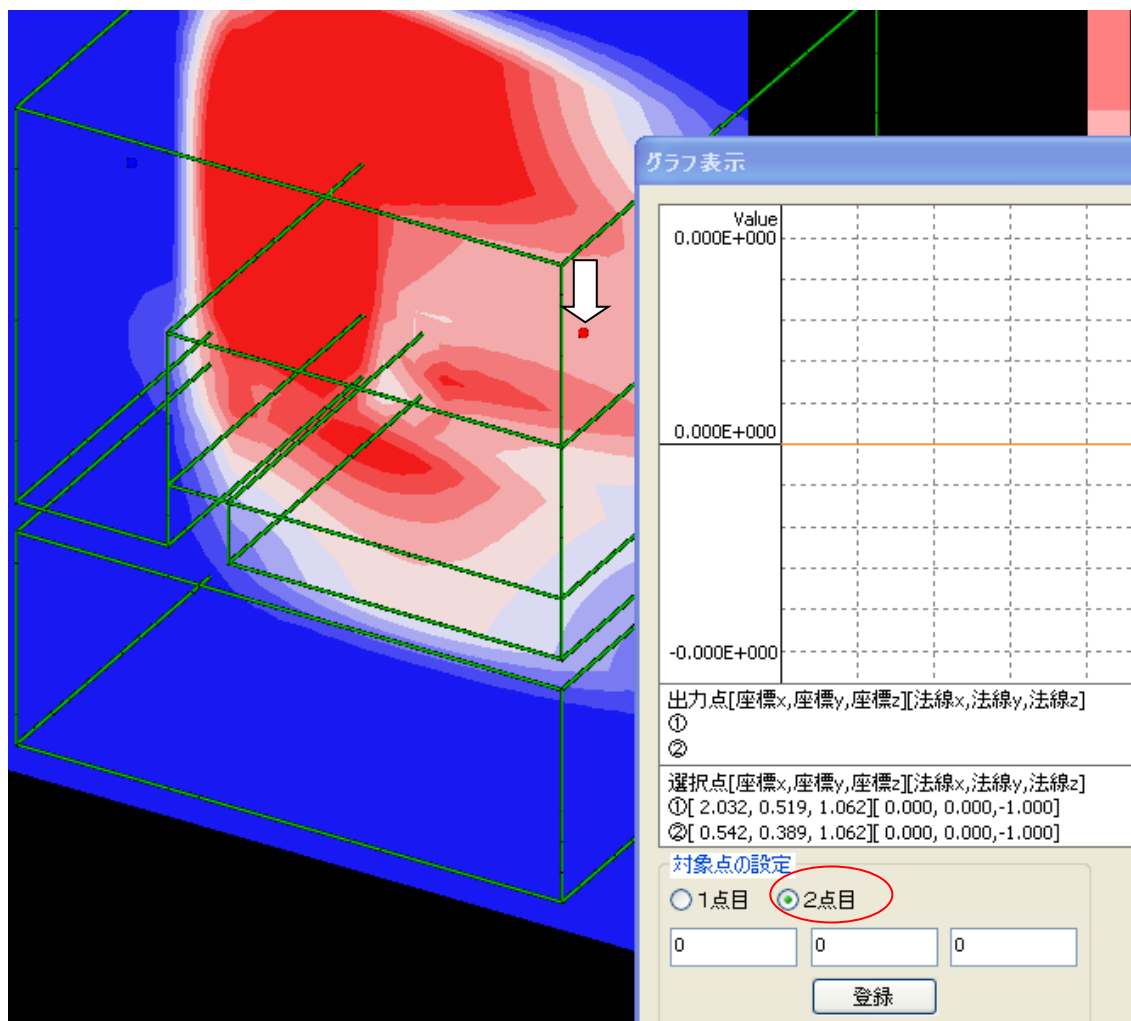 グラフ表示
Value
0.000E+000
0.000E+000
-0.000E+000
出力点[座標x,座標y,座標z][法線x,法線y,法線z]
①
②
選択点[座標x,座標y,座標z][法線x,法線y,法線z]
①[ 2.032, 0.519, 1.062][ 0.000, 0.000,-1.000]
②[ 0.542, 0.389, 1.062][ 0.000, 0.000,-1.000]
対象点の設定
1点目 2点目
0 0 0
登録